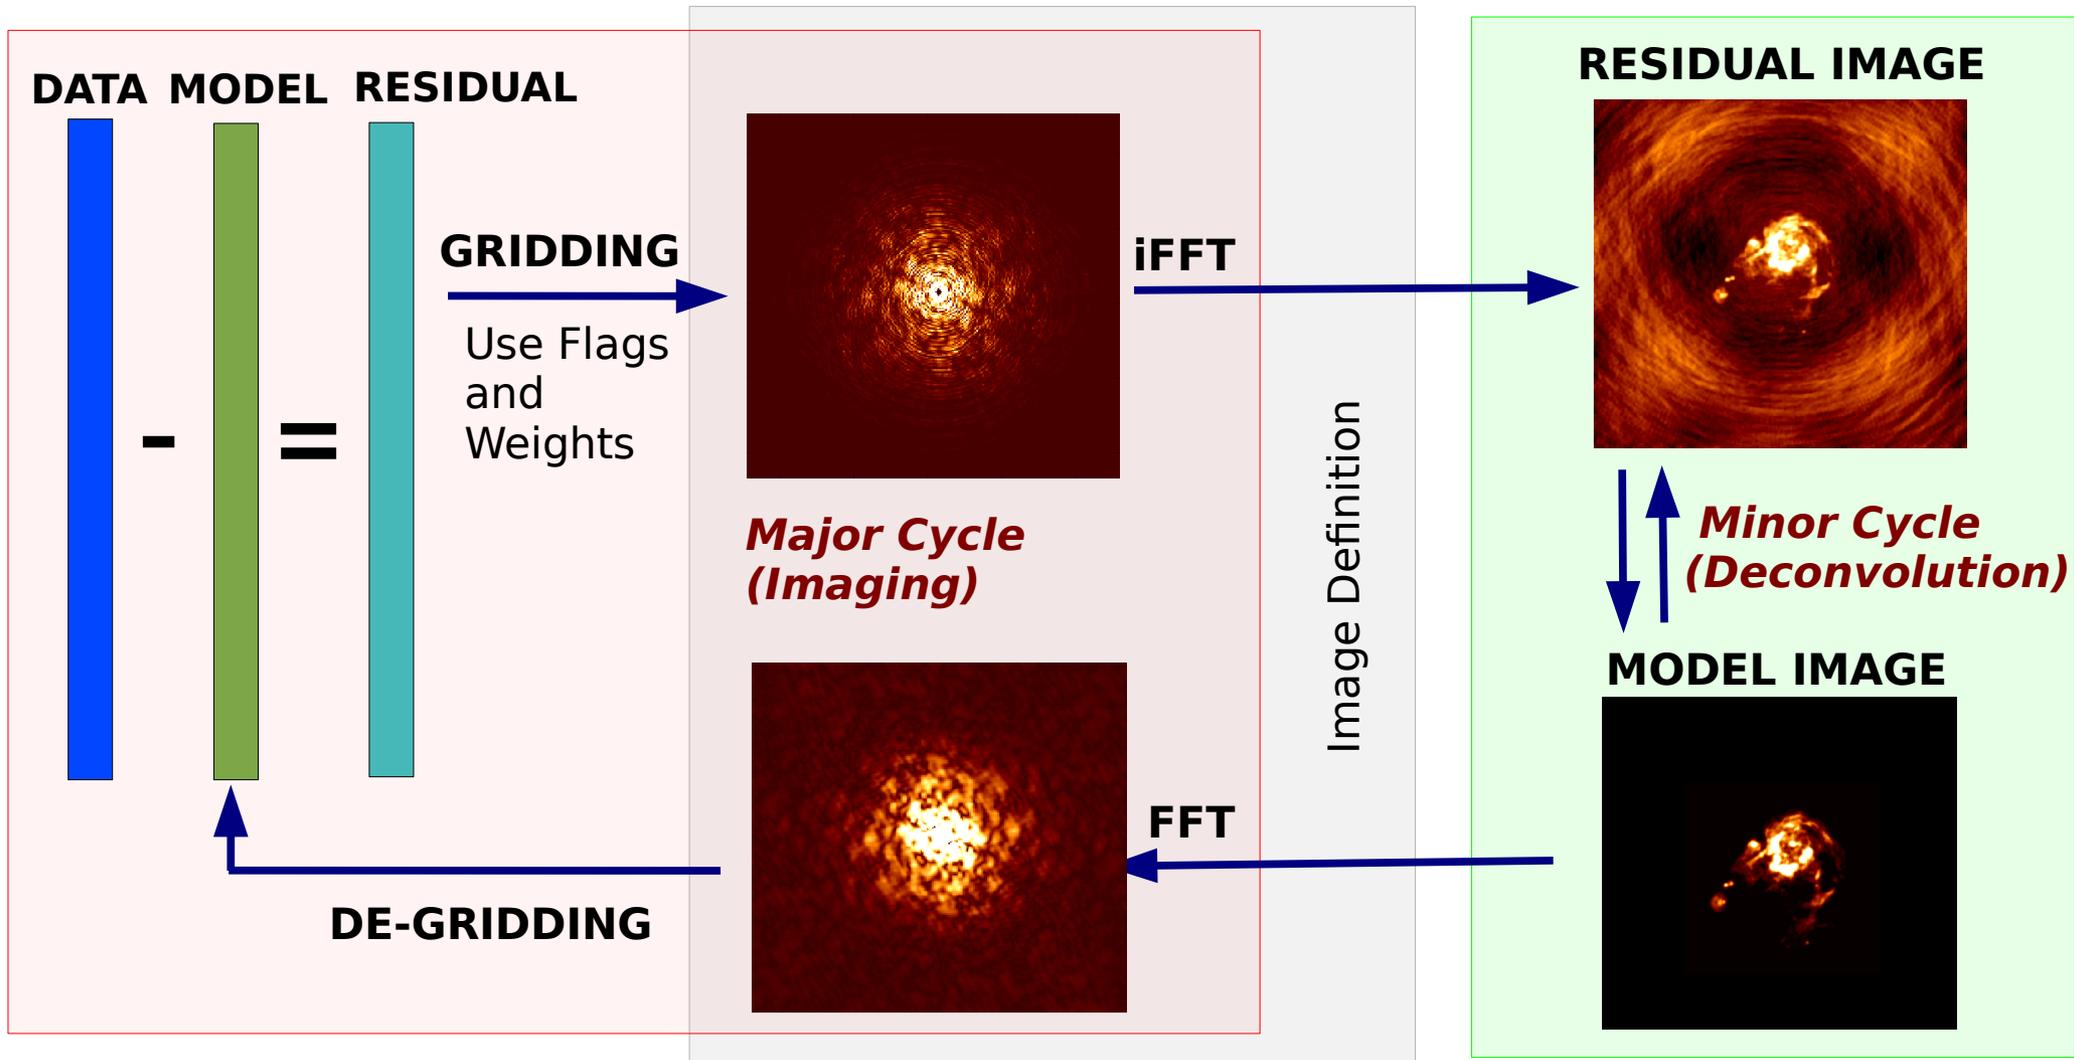 DATA MODEL RESIDUAL
- =
GRIDDING
Use Flags
and
Weights
iFFT
RESIDUAL IMAGE
Major Cycle
(Imaging)
Image Definition
Minor Cycle
(Deconvolution)
MODEL IMAGE
FFT
DE-GRIDDING